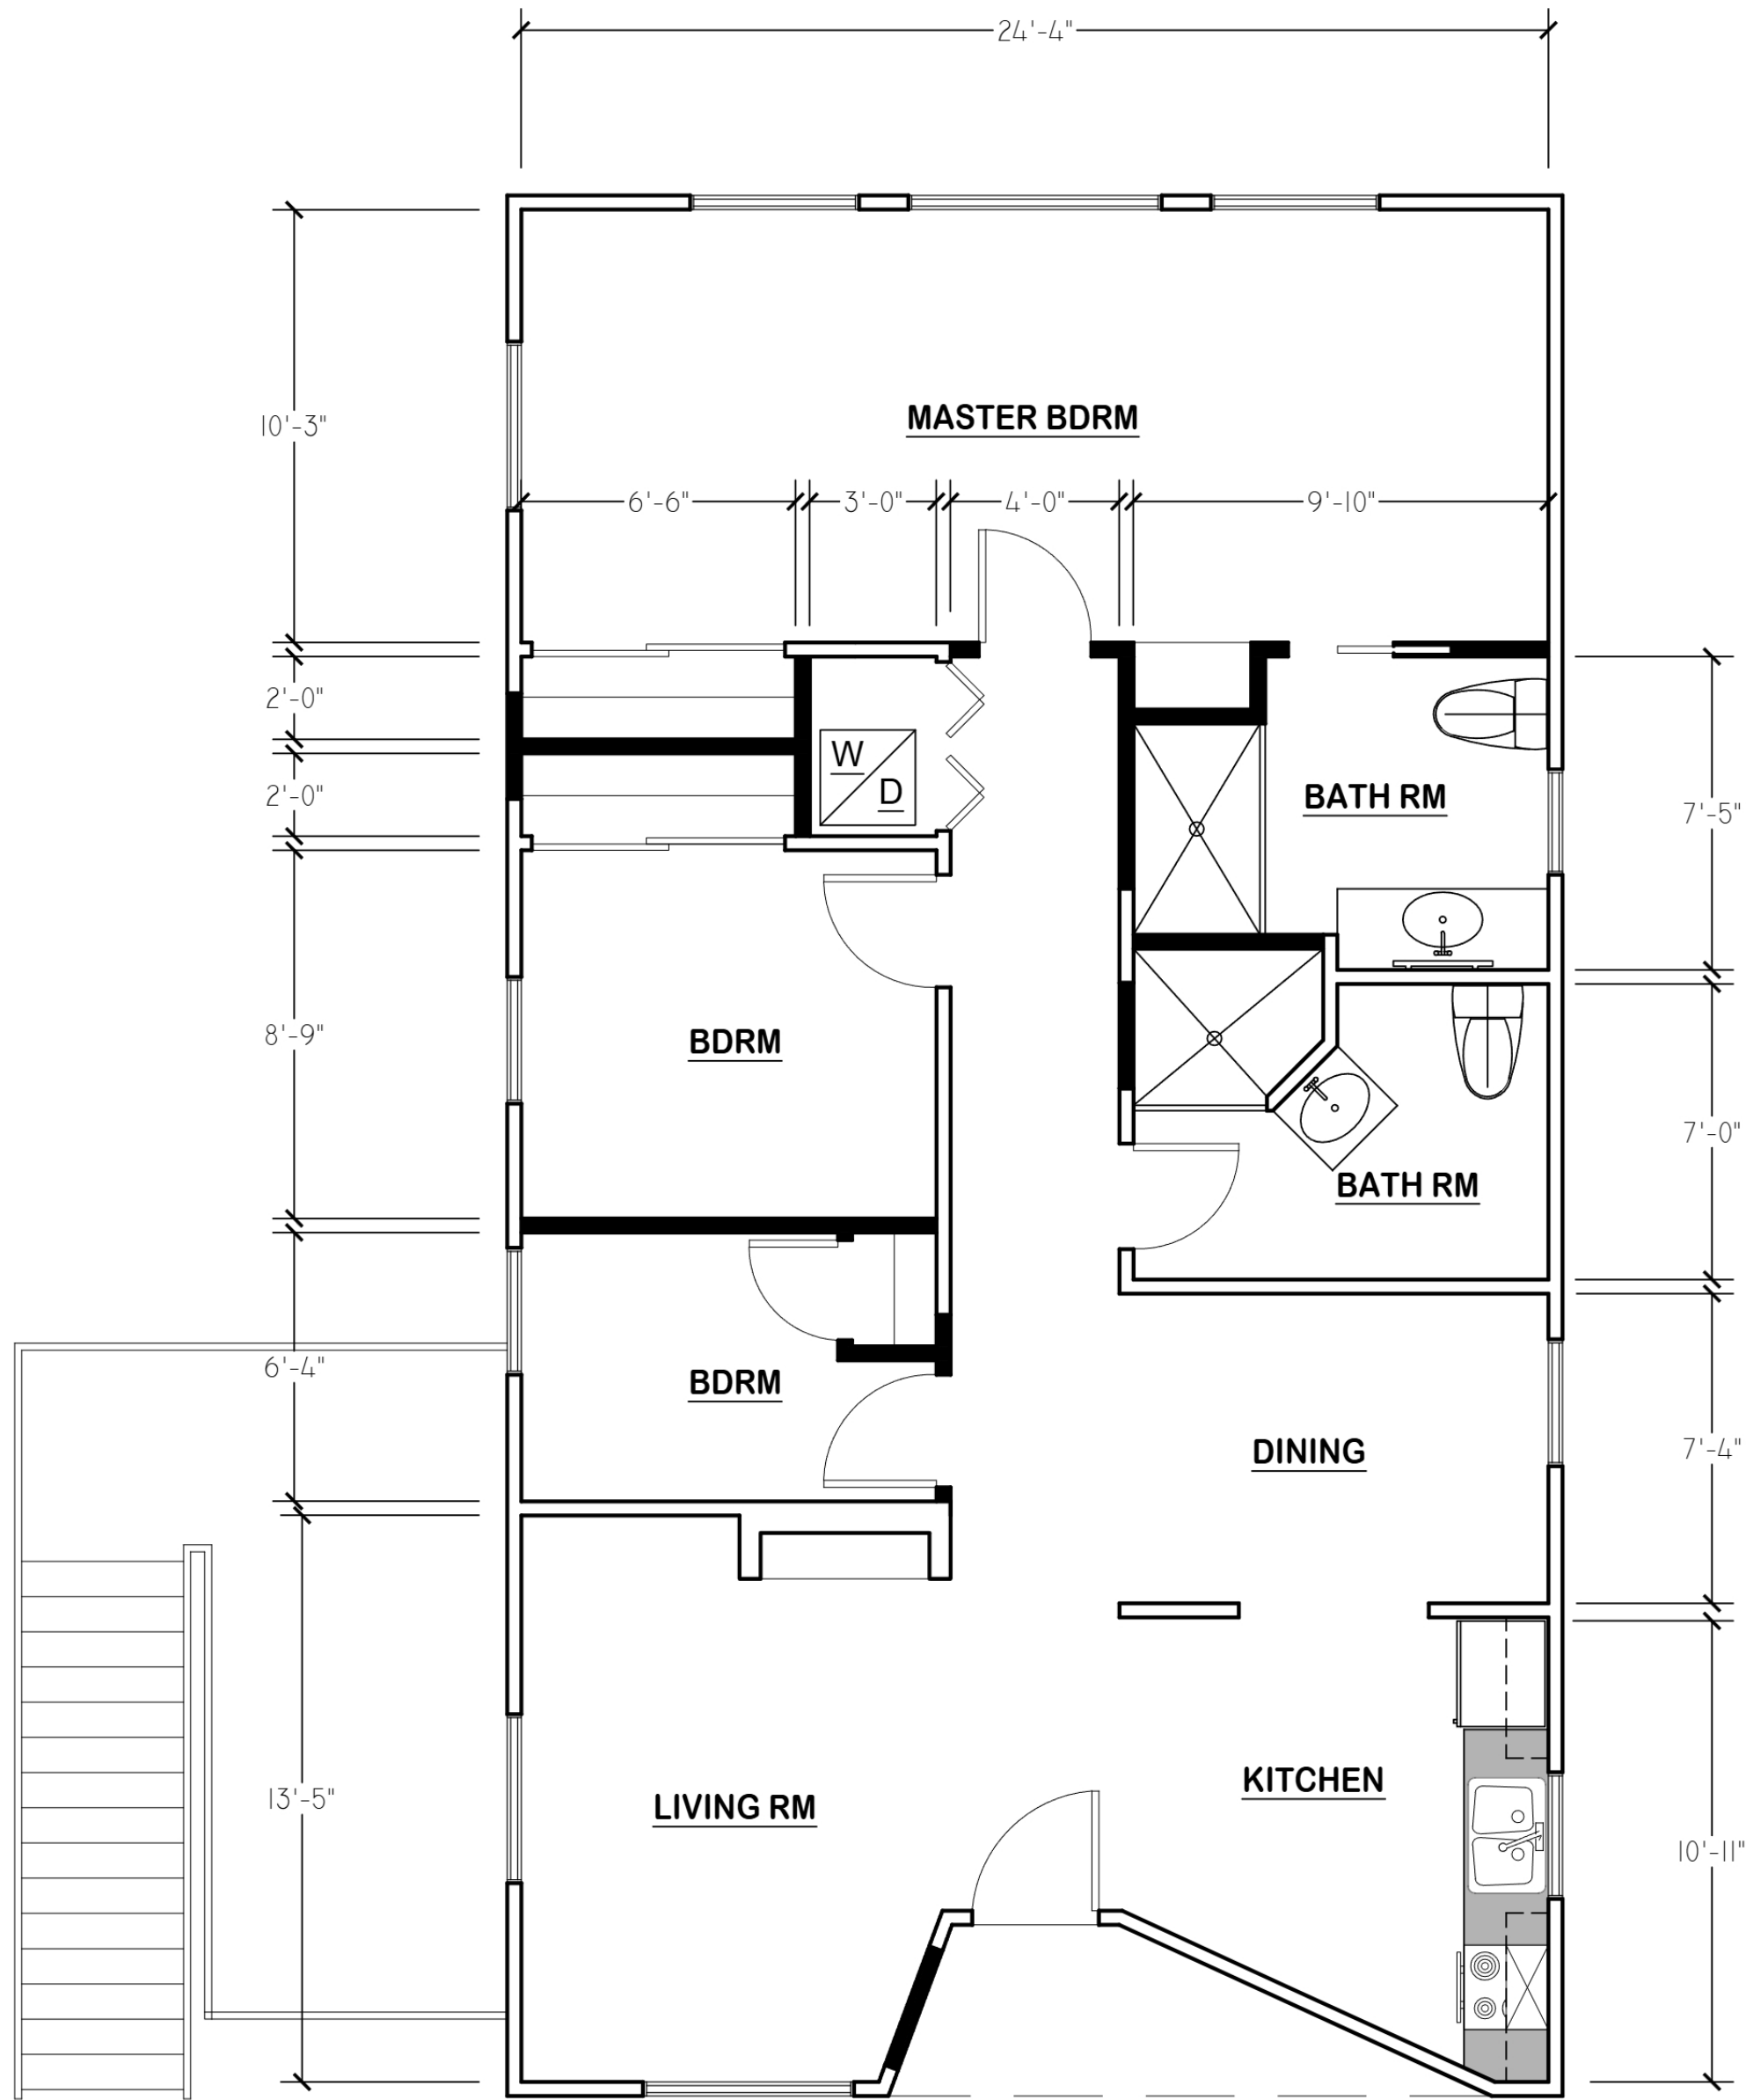 24'-4"
10'-3"
MASTER BDRM
6'-6"
3'-0"
4'-0"
9'-10"
2'-0"
2'-0"
W
D
BATH RM
7'-5"
8'-9"
BDRM
7'-0"
BATH RM
6'-4"
BDRM
DINING
7'-4"
13'-5"
LIVING RM
KITCHEN
10'-11"